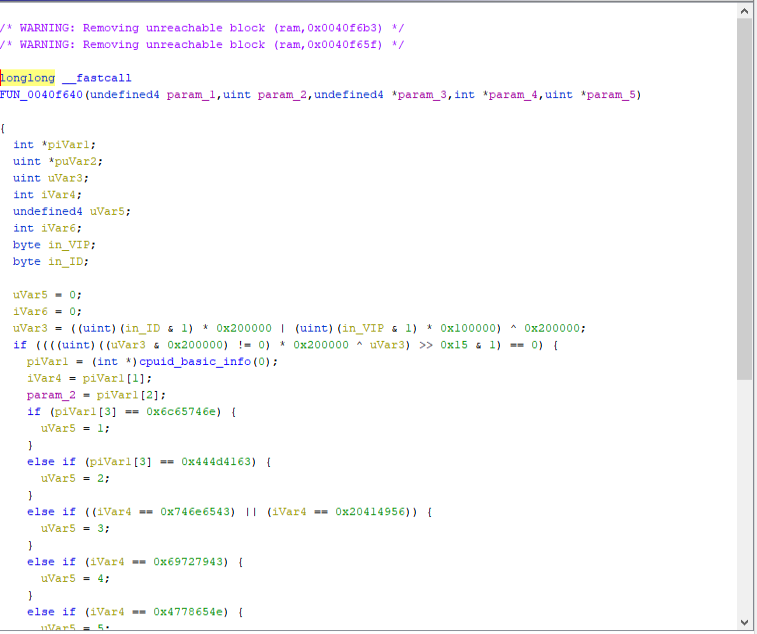 /* WARNING: Removing unreachable block (ram,0x0040f6b3) */
/* WARNING: Removing unreachable block (ram,0x0040f65f) */
longlong __fastcall
FUN_0040f640(undefined4 param_1,uint param_2,undefined4 *param_3,int *param_4,uint *param_5)
{
int *piVar1;
uint *puVar2;
uint uVar3;
int iVar4;
undefined4 uVar5;
int iVar6;
byte in_VIP;
byte in_ID;
uVar5 = 0;
iVar6 = 0;
uVar3 = ((uint)(in_ID & 1) * 0x200000 | (uint)(in_VIP & 1) * 0x100000) ^ 0x200000;
if ((((uint)((uVar3 & 0x200000) != 0) * 0x200000 ^ uVar3) >> 0x15 & 1) == 0) {
piVar1 = (int *)cpuid_basic_info(0);
iVar4 = piVar1[1];
param_2 = piVar1[2];
if (piVar1[3] == 0x6c65746e) {
uVar5 = 1;
}
else if (piVar1[3] == 0x444d4163) {
uVar5 = 2;
}
else if ((iVar4 == 0x746e6543) || (iVar4 == 0x20414956)) {
uVar5 = 3;
}
else if (iVar4 == 0x69727943) {
uVar5 = 4;
}
else if (iVar4 == 0x4778654e) {
uVar5 = 5;